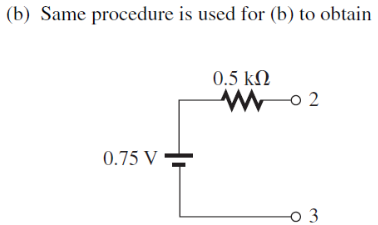 (b) Same procedure is used for (b) to obtain
0.5 kΩ
2
0.75 V
3